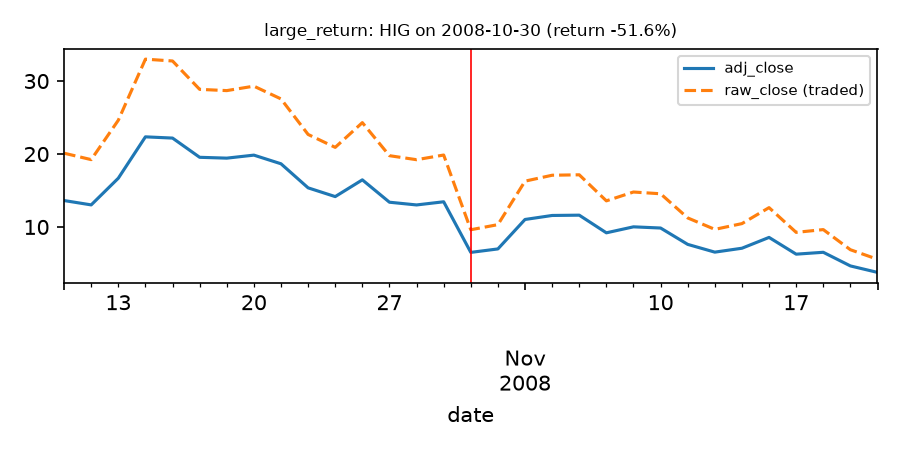 large_return: HIG on 2008-10-30 (return -51.6%)
adj_close
raw_close (traded)
30
20
10
13
20
27
10
17
Nov
2008
date